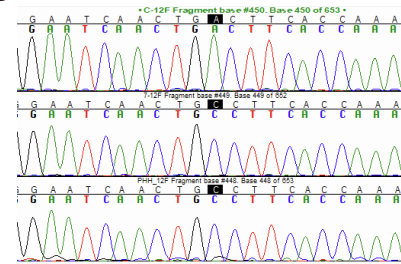 • C-12F Fragment base #450. Base 450 of 653 •
G A A T C A A C T G A C T T C A C C A A A
G A A T C A A C T G A C T T C A C C A A A
7-12F Fragment base #449. Base 449 of 652
G A A T C A A C T G C C T T C A C C A A A
G A A T C A A C T G C C T T C A C C A A A
PHH_12F Fragment base #448. Base 448 of 653
G A A T C A A C T G C C T T C A C C A A A
G A A T C A A C T G C C T T C A C C A A A